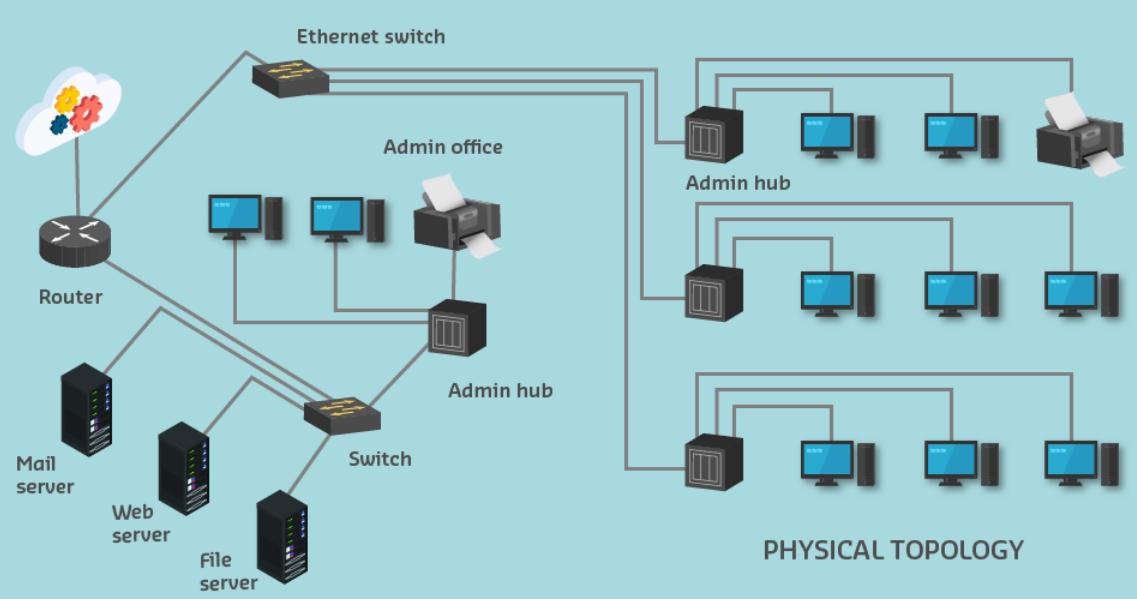 Ethernet switch
Admin office
Admin hub
Router
Admin hub
Switch
Mail
server
Web
server
File
server
PHYSICAL TOPOLOGY